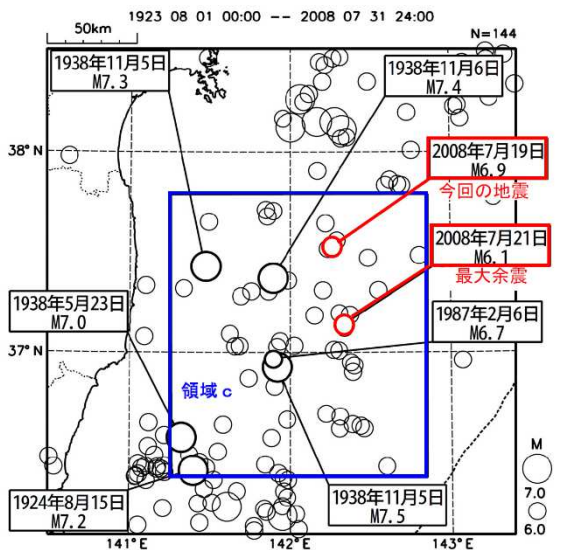 1923 08 01 00:00 -- 2008 07 31 24:00
50km
N=144
1938年11月5日
M7.3
1938年11月6日
M7.4
38°N
2008年7月19日
M6.9
今回の地震
2008年7月21日
M6.1
最大余震
1938年5月23日
M7.0
1987年2月6日
M6.7
37°N
領域c
M
7.0
6.0
1924年8月15日
M7.2
1938年11月5日
M7.5
141°E
142°E
143°E